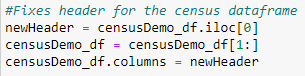 #Fixes header for the census dataframe
newHeader = censusDemo_df.iloc[0]
censusDemo_df = censusDemo_df[1:]
censusDemo_df.columns = newHeader